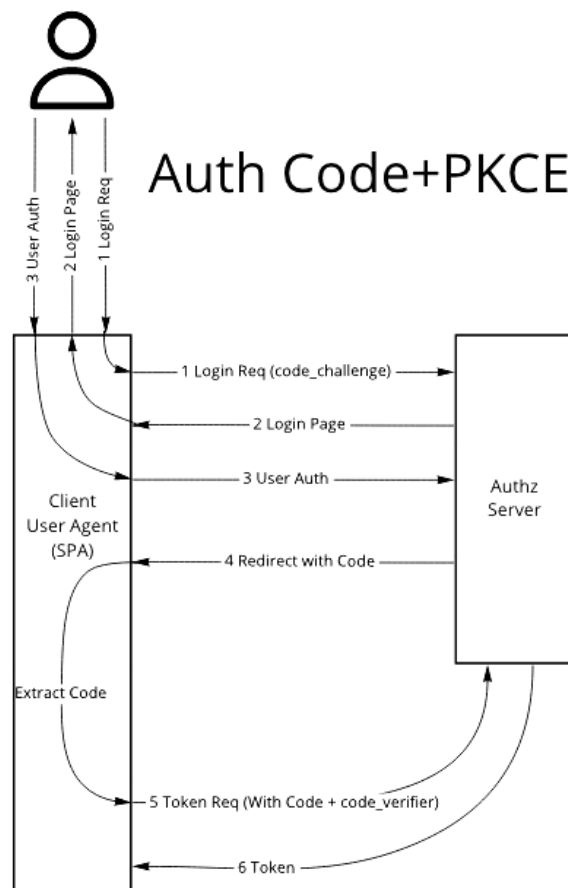 Auth Code+PKCE
3 User Auth
2 Login Page
1 Login Req
1 Login Req (code_challenge)
2 Login Page
3 User Auth
Client
User Agent
(SPA)
Authz
Server
4 Redirect with Code
Extract Code
5 Token Req (With Code + code_verifier)
6 Token